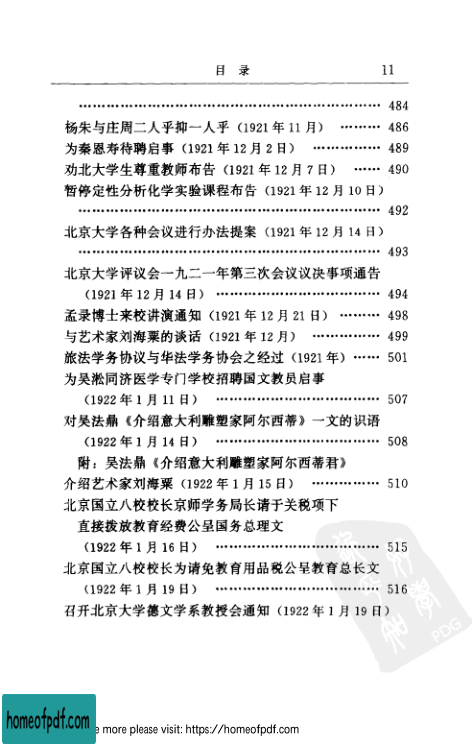 目 录 11
………………………………………………………… 484
杨朱与庄周二人乎抑一人乎（1921 年 11 月） ……… 486
为秦恩寿待聘启事（1921 年 12 月 2 日） …………… 489
劝北大学生尊重教师布告（1921 年 12 月 7 日） …… 490
暂停定性分析化学实验课程布告（1921 年 12 月 10 日）
………………………………………………………… 492
北京大学各种会议进行办法提案（1921 年 12 月 14 日）
………………………………………………………… 493
北京大学评议会一九二一年第三次会议议决事项通告
（1921 年 12 月 14 日） ……………………………… 494
孟录博士来校讲演通知（1921 年 12 月 21 日） ……… 498
与艺术家刘海粟的谈话（1921 年 12 月） …………… 499
旅法学务协议与华法学务协会之经过（1921 年）…… 501
为吴淞同济医学专门学校招聘国文教员启事
（1922 年 1 月 11 日） ……………………………… 507
对吴法鼎《介绍意大利雕塑家阿尔西蒂》一文的识语
（1922 年 1 月 14 日） ……………………………… 508
附：吴法鼎《介绍意大利雕塑家阿尔西蒂君》
介绍艺术家刘海粟（1922 年 1 月 15 日） …………… 510
北京国立八校校长京师学务局长请于关税项下
直接拨放教育经费公呈国务总理文
（1922 年 1 月 16 日） ……………………………… 515
北京国立八校校长为请免教育用品税公呈教育总长文
（1922 年 1 月 19 日） ……………………………… 516
召开北京大学德文学系教授会通知（1922 年 1 月 19 日）
PDG
homeofpdf.com
e more please visit: https://homeofpdf.com